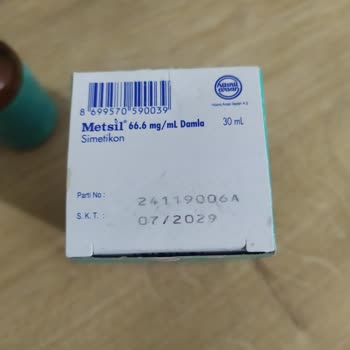 8 699570 590039
Metsil® 66.6 mg/mL Damla 30 mL
Simetikon
Parti No : 24119006A
S. K. T. : 07/2029